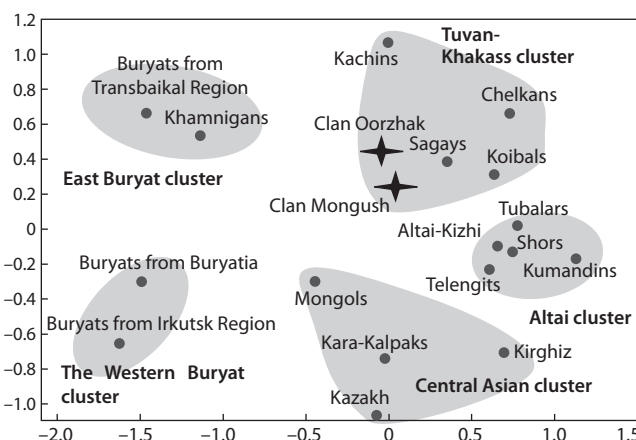 1.2
1.0
0.8
0.6
0.4
0.2
0
−0.2
−0.4
−0.6
−0.8
−1.0
Tuvan-
Khakass cluster
Kachins
Buryats from
Transbaikal Region
Khamnigans
Chelkans
Clan Oorzhak
Sagays
Koibals
East Buryat cluster
Clan Mongush
Tubalars
Altai-Kizhi
Shors
Kumandins
Telengits
Buryats from Buryatia
Mongols
Altai cluster
Buryats from Irkutsk Region
Kara-Kalpaks
Kirghiz
The Western Buryat
cluster
Central Asian cluster
Kazakh
−2.0 −1.5 −1.0 −0.5 0 0.5 1.0 1.5